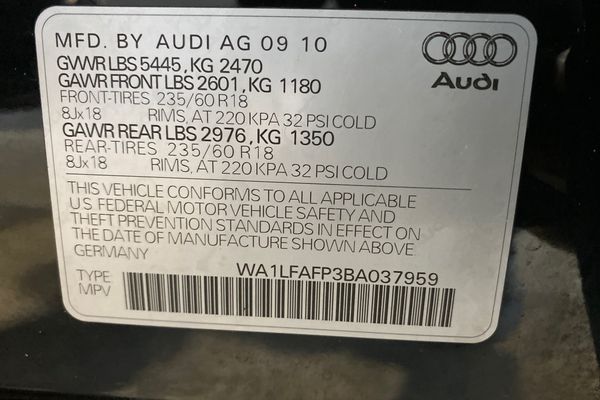 MFD. BY AUDI AG 09 10
GVWR LBS 5445, KG 2470
GAWR FRONT LBS 2601, KG 1180
FRONT-TIRES 235/60 R18
8Jx18 RIMS, AT 220 KPA 32 PSI COLD
GAWR REAR LBS 2976, KG 1350
REAR-TIRES 235/60 R18
8Jx18 RIMS, AT 220 KPA 32 PSI COLD
Audi
THIS VEHICLE CONFORMS TO ALL APPLICABLE
U.S. FEDERAL MOTOR VEHICLE SAFETY AND
THEFT PREVENTION STANDARDS IN EFFECT ON
THE DATE OF MANUFACTURE SHOWN ABOVE.
GERMANY
WA1LFAFP3BA037959
TYPE
MPV